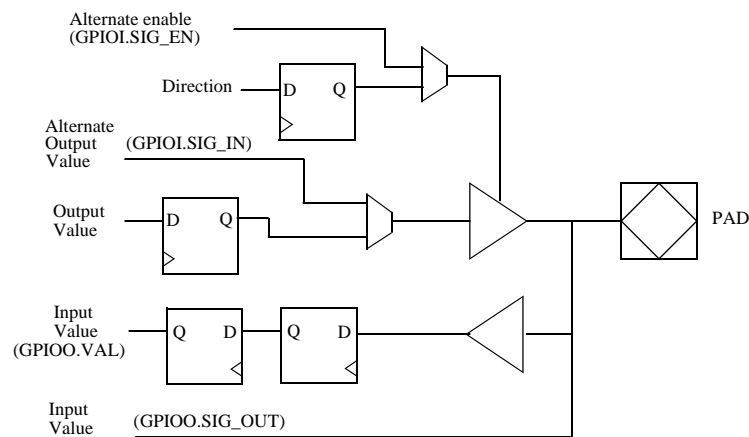 Alternate enable
(GPIOI.SIG_EN)
Direction
D Q
Alternate
Output
Value
(GPIOI.SIG_IN)
Output
Value
D Q
PAD
Input
Value
(GPIOO.VAL)
Q D
Q D
Input
Value
(GPIOO.SIG_OUT)